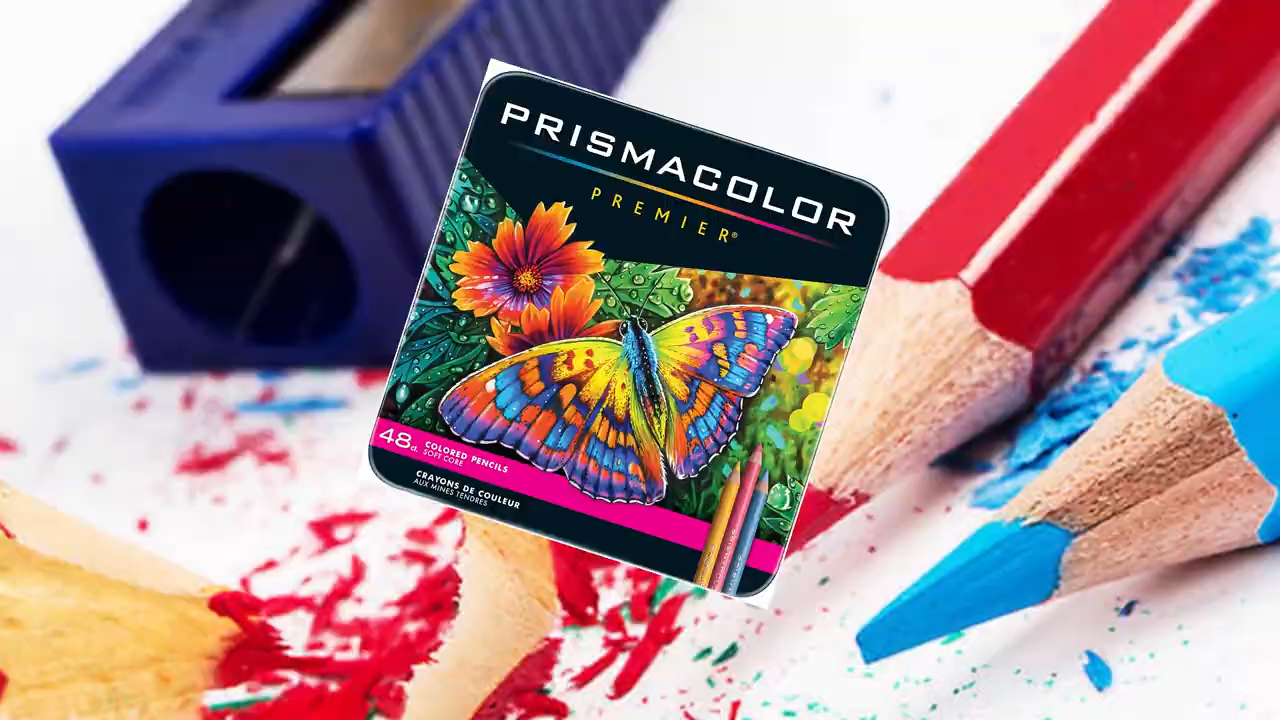 PRISMACOLOR
PREMIER®
48 ct. COLORED PENCILS
SOFT CORE
CRAYONS DE COULEUR
AUX MINES TENDRES